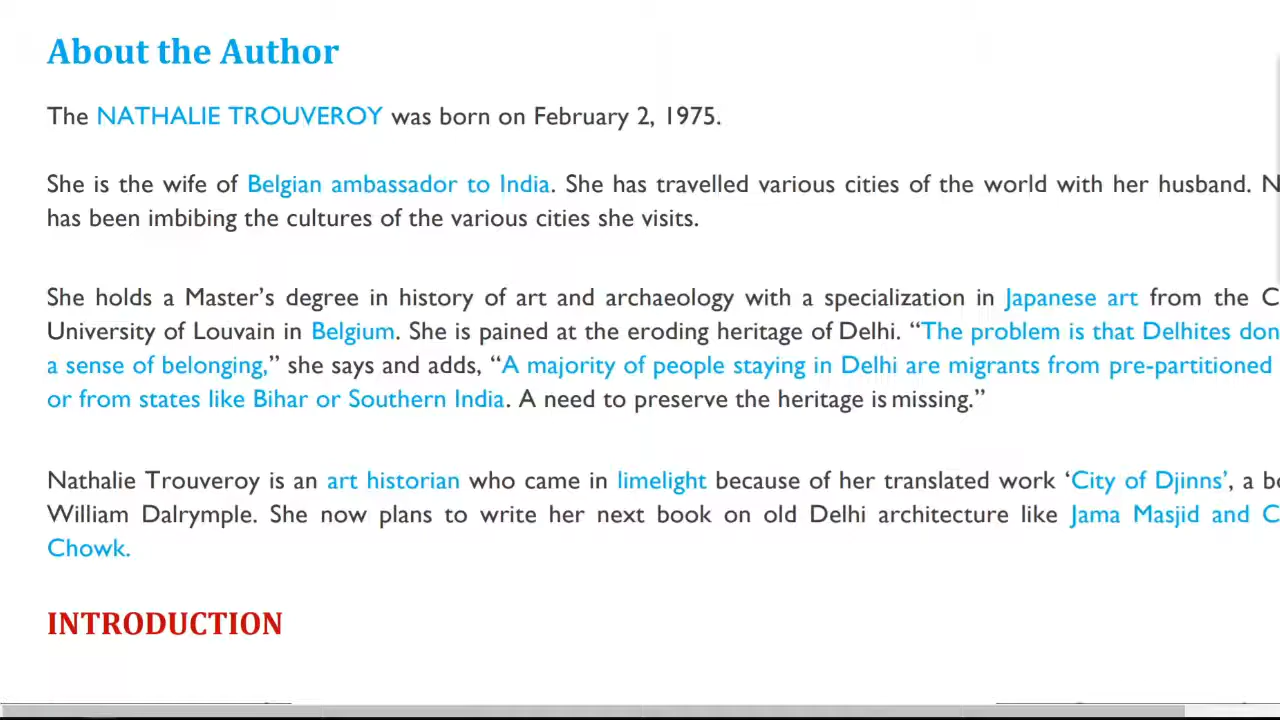 About the Author
The NATHALIE TROUVEROY was born on February 2, 1975.
She is the wife of Belgian ambassador to India. She has travelled various cities of the world with her husband.
has been imbibing the cultures of the various cities she visits.
She holds a Master’s degree in history of art and archaeology with a specialization in Japanese art from the
University of Louvain in Belgium. She is pained at the eroding heritage of Delhi. “The problem is that Delhites
a sense of belonging,” she says and adds, “A majority of people staying in Delhi are migrants from pre-partitioned
or from states like Bihar or Southern India. A need to preserve the heritage is missing.”
Nathalie Trouveroy is an art historian who came in limelight because of her translated work ‘City of Djinns’, a
William Dalrymple. She now plans to write her next book on old Delhi architecture like Jama Masjid and
Chowk.
INTRODUCTION